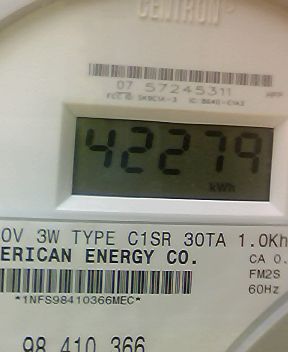 CENTRON®
07 57245311
42279
kWh
0V 3W TYPE C1SR 30TA 1.0Kh
ERICAN ENERGY CO.
CA 0.
FM2S
60Hz
*1NFS98410366MEC*
98 410 366